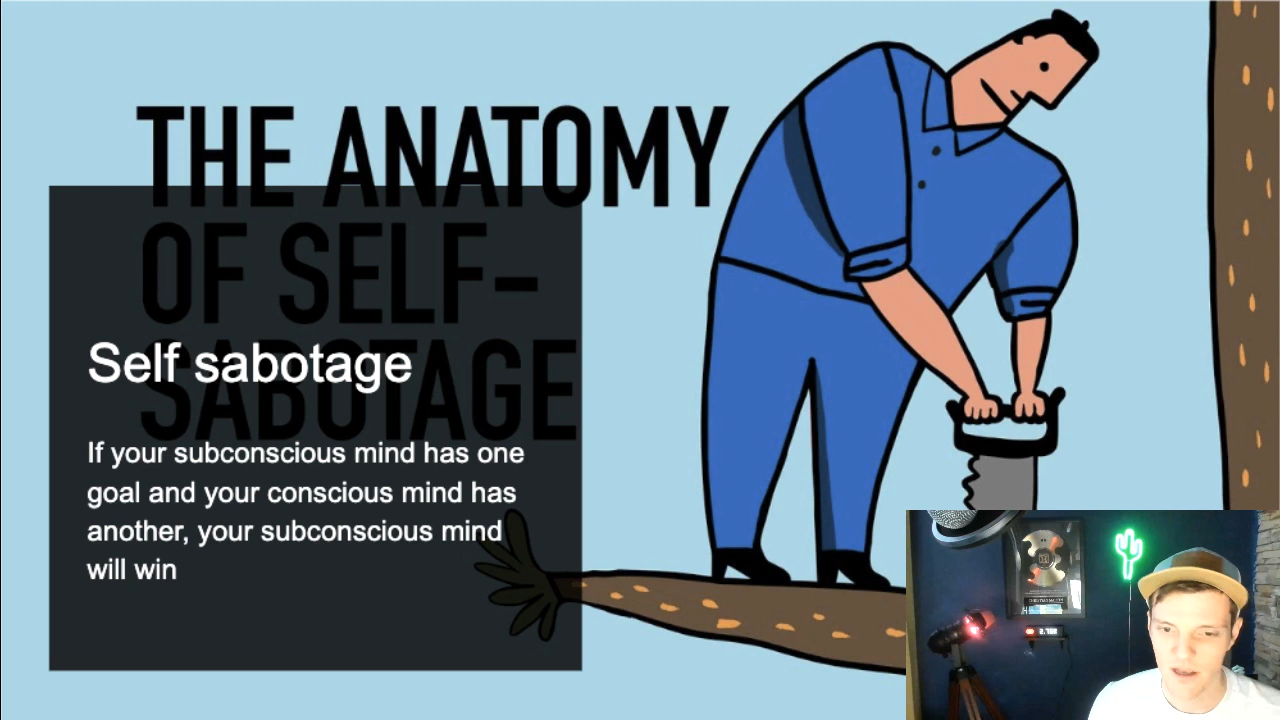 THE ANATOMY
OF SELF-
SABOTAGE
Self sabotage
If your subconscious mind has one
goal and your conscious mind has
another, your subconscious mind
will win